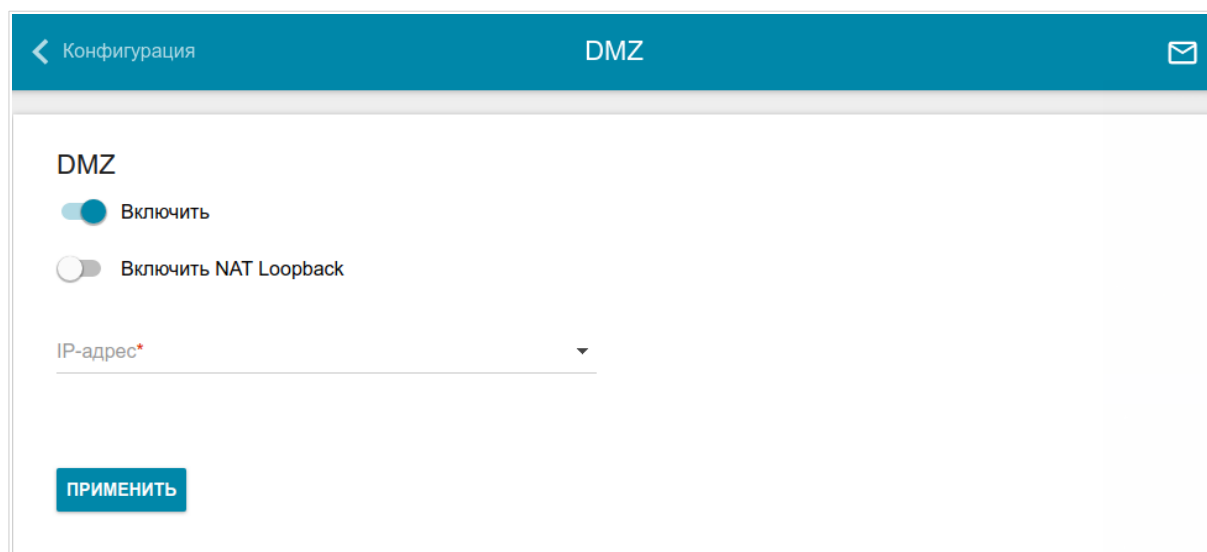 Конфигурация
DMZ
DMZ
Включить
Включить NAT Loopback
IP-адрес*
ПРИМЕНИТЬ